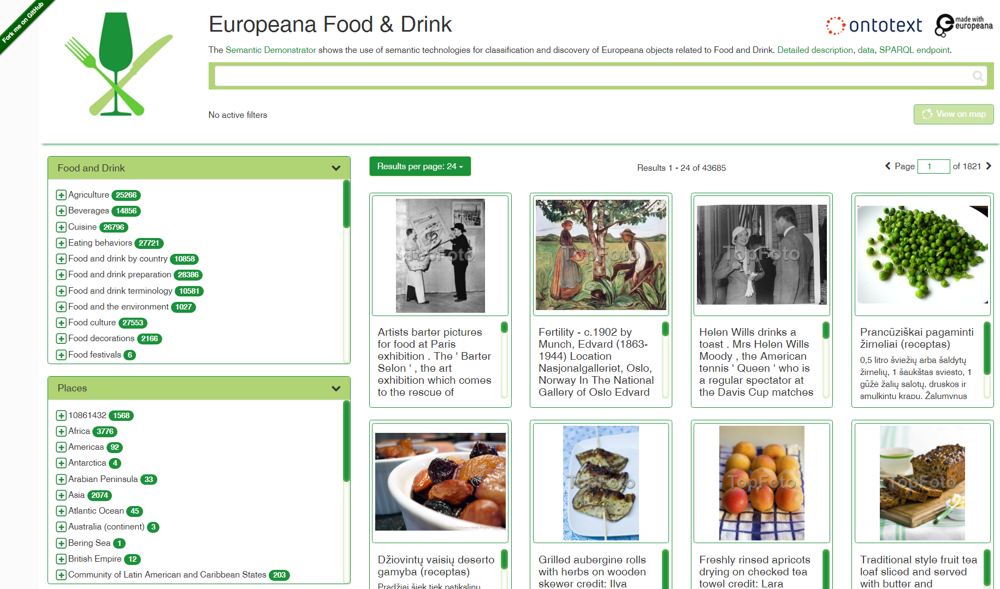 Fork me on GitHub
Europeana Food & Drink
ontotext
made with
europeana
The Semantic Demonstrator shows the use of semantic technologies for classification and discovery of Europeana objects related to Food and Drink. Detailed description, data, SPARQL endpoint.
No active filters
View on map
Food and Drink
Agriculture 25266
Beverages 14856
Cuisine 26796
Eating behaviors 27721
Food and drink by country 10858
Food and drink preparation 28386
Food and drink terminology 10581
Food and the environment 1027
Food culture 27553
Food decorations 2166
Food festivals 6
Places
10861432 1568
Africa 3776
Americas 92
Antarctica 4
Arabian Peninsula 33
Asia 2074
Atlantic Ocean 45
Australia (continent) 3
Bering Sea 1
British Empire 12
Community of Latin American and Caribbean States 203
Results per page: 24
Results 1 - 24 of 43685
Page 1 of 1821
TopFoto
Artists barter pictures
for food at Paris
exhibition . The ' Barter
Selon ' , the art
exhibition which comes
to the rescue of
TopFoto
Fertility - c.1902 by
Munch, Edvard (1863-
1944) Location
Nasjonalgalleriet, Oslo,
Norway In The National
Gallery of Oslo Edvard
TopFoto
Helen Wills drinks a
toast . Mrs Helen Wills
Moody , the American
tennis ' Queen ' who is
a regular spectator at
the Davis Cup matches
Prancūziškai pagaminti
žirneliai (receptas)
0,5 litro šviežių arba šaldytų
žirnelių, 1 šaukštas sviesto, 1
gūžė žalių salotų, druskos ir
smulkintų krapų. Žalumynus
Džiovintų vaisių deserto
gamyba (receptas)
Pradžiai šiek tiek patikslinu
TopFoto
Grilled aubergine rolls
with herbs on wooden
skewer credit: Ilva
TopFoto
Freshly rinsed apricots
drying on checked tea
towel credit: Lara
TopFoto
Traditional style fruit tea
loaf sliced and served
with butter and